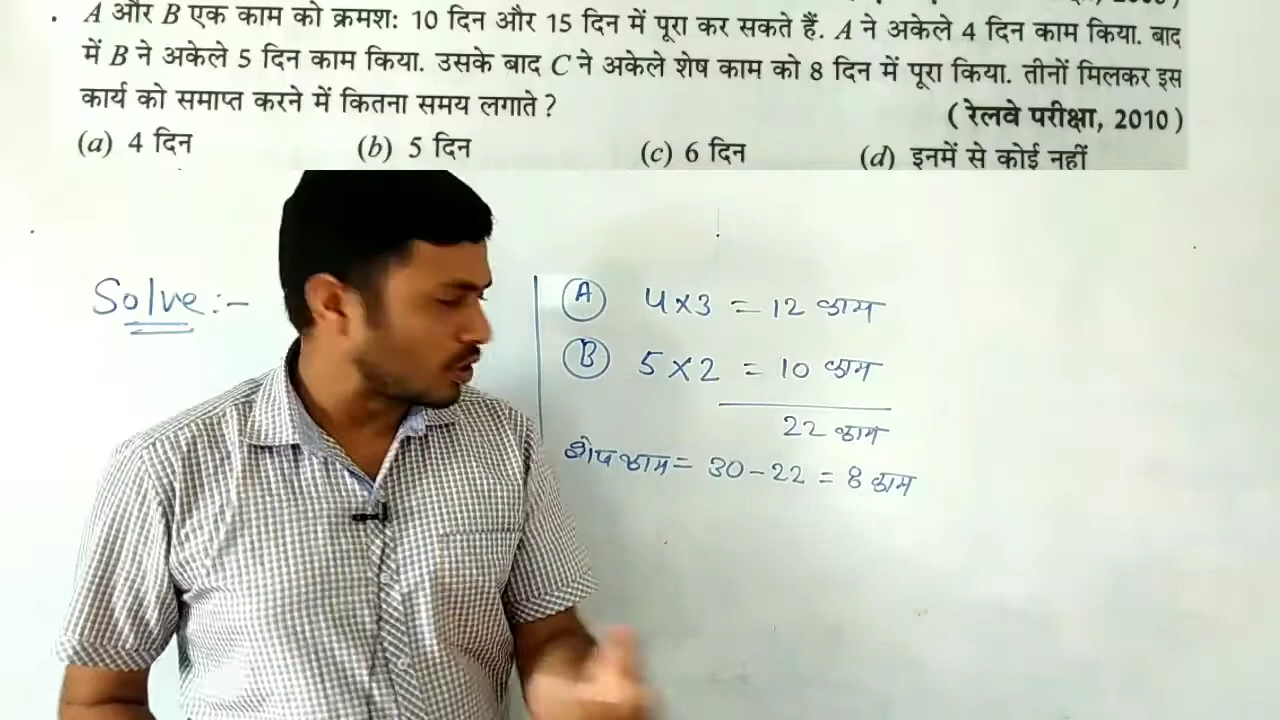 . A और B एक काम को क्रमशः 10 दिन और 15 दिन में पूरा कर सकते हैं. A ने अकेले 4 दिन काम किया. बाद
में B ने अकेले 5 दिन काम किया. उसके बाद C ने अकेले शेष काम को 8 दिन में पूरा किया. तीनों मिलकर इस
कार्य को समाप्त करने में कितना समय लगाते ?
(रेलवे परीक्षा, 2010)
(a) 4 दिन (b) 5 दिन (c) 6 दिन (d) इनमें से कोई नहीं
Solve :-
A 4×3 = 12 काम
B 5×2 = 10 काम
22 काम
शेष काम = 30-22 = 8 काम